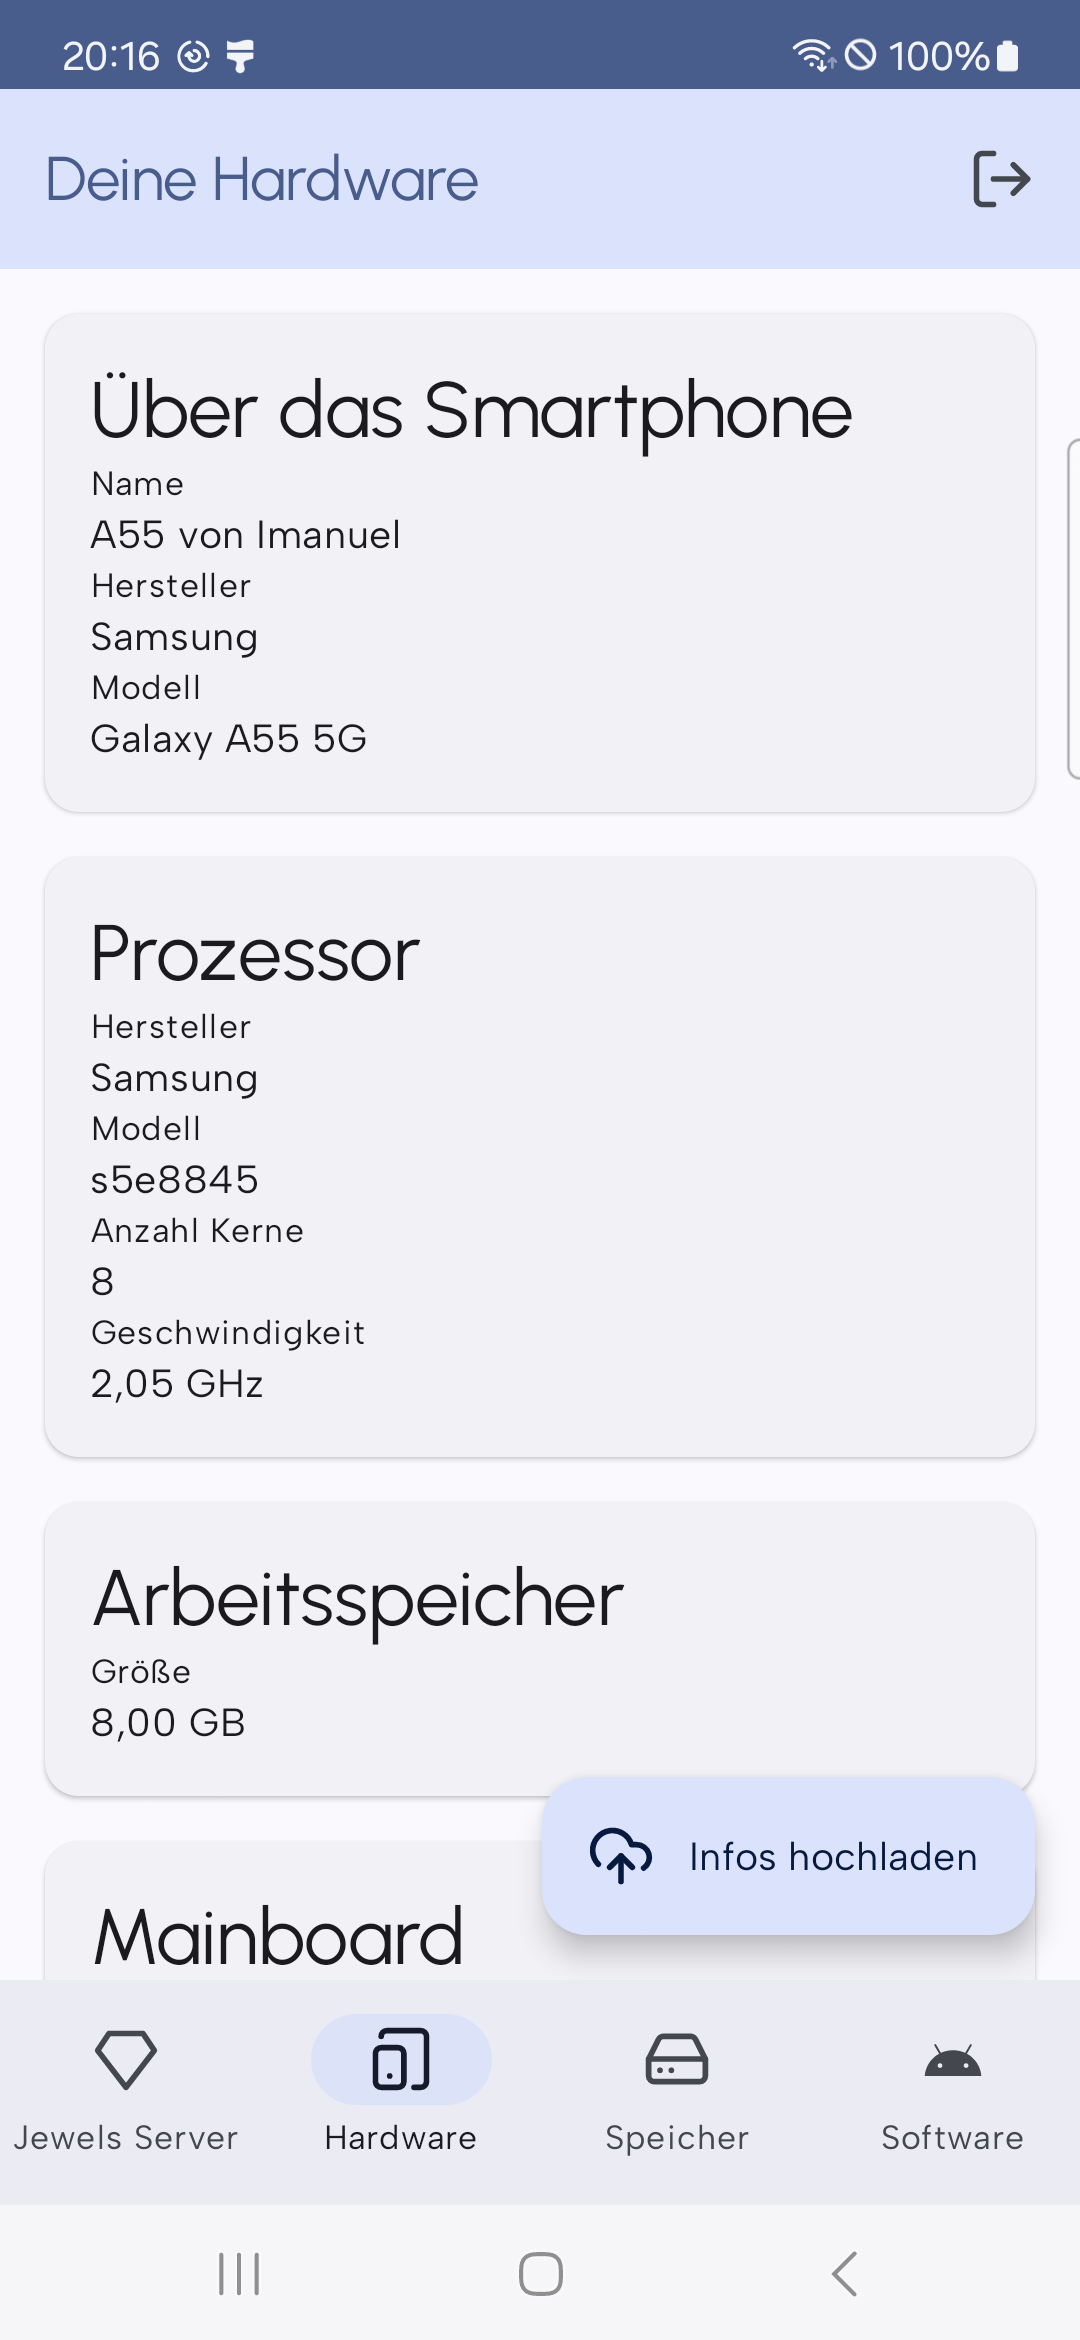 20:16
100%
Deine Hardware
Über das Smartphone
Name
A55 von Imanuel
Hersteller
Samsung
Modell
Galaxy A55 5G
Prozessor
Hersteller
Samsung
Modell
s5e8845
Anzahl Kerne
8
Geschwindigkeit
2,05 GHz
Arbeitsspeicher
Größe
8,00 GB
Infos hochladen
Mainboard
Jewels Server
Hardware
Speicher
Software